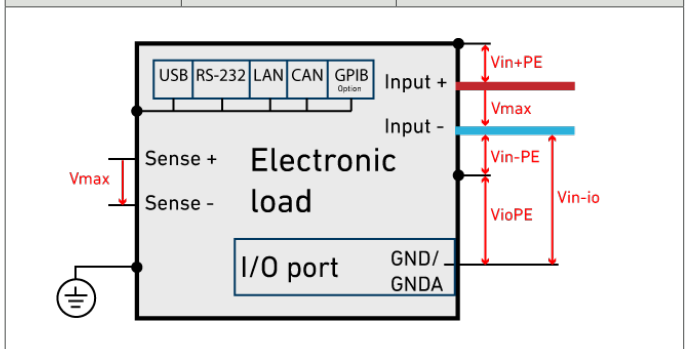 USB RS-232 LAN CAN GPIB
Option
Input +
Vin+PE
Vmax
Input -
Sense +
Vmax
Sense -
Electronic
load
Vin-PE
VioPE
Vin-io
I/O port
GND/
GNDA